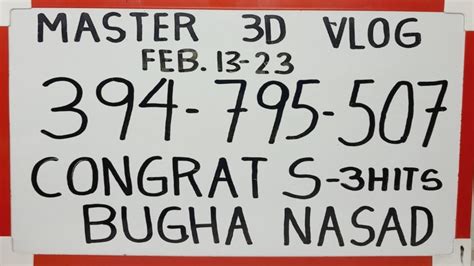 MASTER 3D VLOG
FEB. 13-23
394-795-507
CONGRAT S-3HITS
BUGHA NASAD